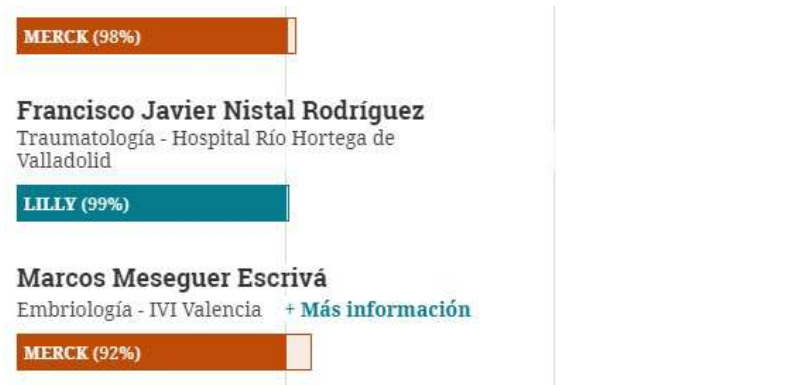 MERCK (98%)
Francisco Javier Nistal Rodríguez
Traumatología - Hospital Río Hortega de
Valladolid
LILLY (99%)
Marcos Meseguer Escrivá
Embriología - IVI Valencia + Más información
MERCK (92%)